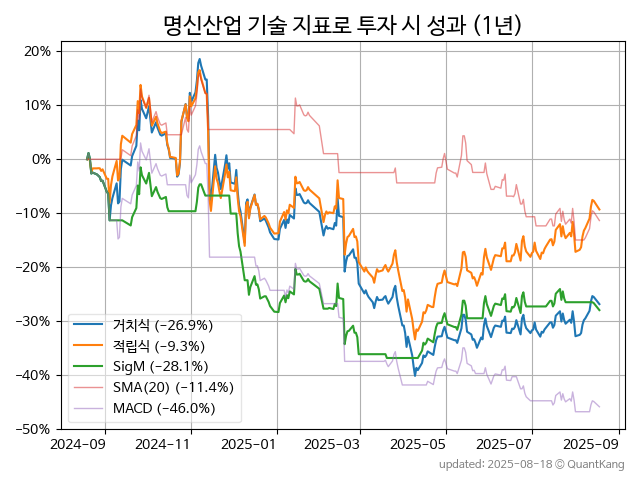 명신산업 기술 지표로 투자 시 성과 (1년)
20%
10%
0%
−10%
−20%
−30%
−40%
−50%
거치식 (−26.9%)
적립식 (−9.3%)
SigM (−28.1%)
SMA(20) (−11.4%)
MACD (−46.0%)
2024−09
2024−11
2025−01
2025−03
2025−05
2025−07
2025−09
updated: 2025−08−18 © QuantKang